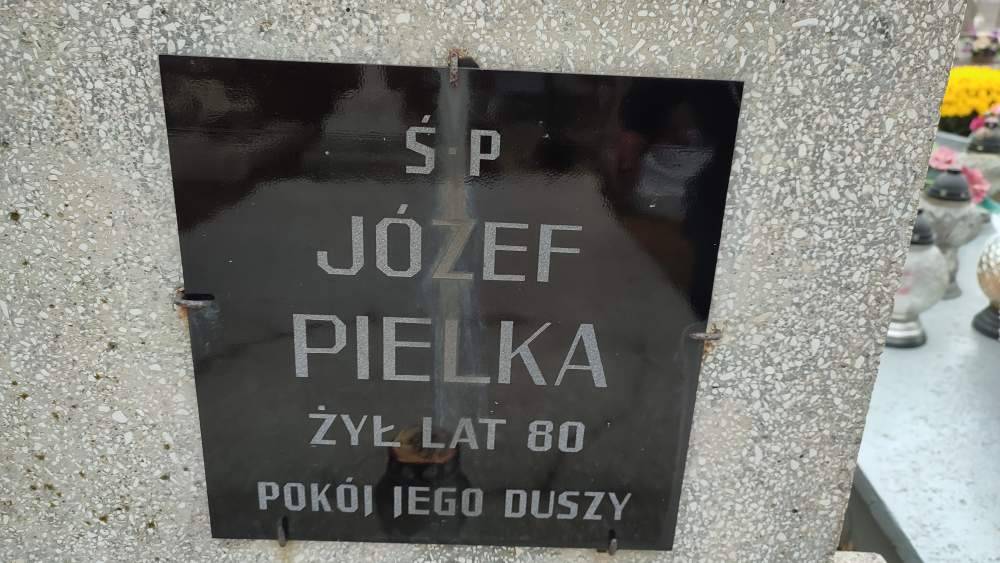 Ś·P
JÓZEF
PIELKA
ŻYŁ LAT 80
POKÓJ JEGO DUSZY